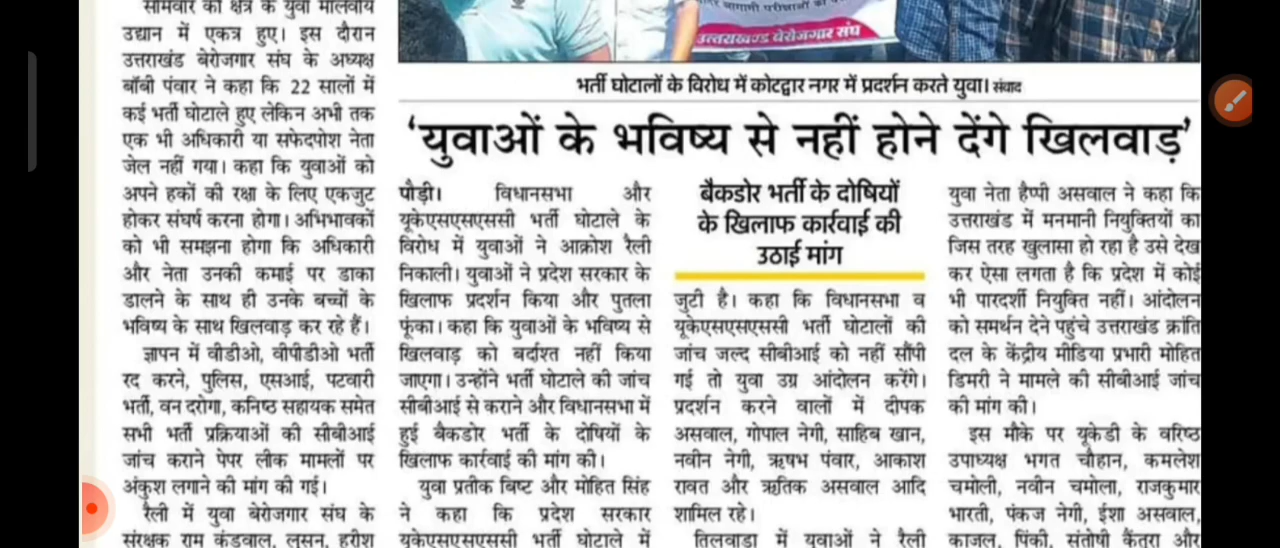 सोमवार को क्षेत्र के युवा मालवीय
उद्यान में एकत्र हुए। इस दौरान
उत्तराखंड बेरोजगार संघ के अध्यक्ष
बॉबी पंवार ने कहा कि 22 सालों में
कई भर्ती घोटाले हुए लेकिन अभी तक
एक भी अधिकारी या सफेदपोश नेता
जेल नहीं गया। कहा कि युवाओं को
अपने हकों की रक्षा के लिए एकजुट
होकर संघर्ष करना होगा। अभिभावकों
को भी समझना होगा कि अधिकारी
और नेता उनकी कमाई पर डाका
डालने के साथ ही उनके बच्चों के
भविष्य के साथ खिलवाड़ कर रहे हैं।
ज्ञापन में वीडीओ, वीपीडीओ भर्ती
रद करने, पुलिस, एसआई, पटवारी
भर्ती, वन दरोगा, कनिष्ठ सहायक समेत
सभी भर्ती प्रक्रियाओं की सीबीआई
जांच कराने पेपर लीक मामलों पर
अंकुश लगाने की मांग की गई।
रैली में युवा बेरोजगार संघ के
संरक्षक राम कंडवाल, लूसन, हरीश
आगामी परीक्षाओं
उत्तराखण्ड बेरोजगार संघ
भर्ती घोटालों के विरोध में कोटद्वार नगर में प्रदर्शन करते युवा। संवाद
‘युवाओं के भविष्य से नहीं होने देंगे खिलवाड़’
पौड़ी। विधानसभा और
यूकेएसएसएससी भर्ती घोटाले के
विरोध में युवाओं ने आक्रोश रैली
निकाली। युवाओं ने प्रदेश सरकार के
खिलाफ प्रदर्शन किया और पुतला
फूंका। कहा कि युवाओं के भविष्य से
खिलवाड़ को बर्दाश्त नहीं किया
जाएगा। उन्होंने भर्ती घोटाले की जांच
सीबीआई से कराने और विधानसभा में
हुई बैकडोर भर्ती के दोषियों के
खिलाफ कार्रवाई की मांग की।
युवा प्रतीक बिष्ट और मोहित सिंह
ने कहा कि प्रदेश सरकार
यूकेएसएसएससी भर्ती घोटाले में
बैकडोर भर्ती के दोषियों
के खिलाफ कार्रवाई की
उठाई मांग
जुटी है। कहा कि विधानसभा व
यूकेएसएसएससी भर्ती घोटालों की
जांच जल्द सीबीआई को नहीं सौंपी
गई तो युवा उग्र आंदोलन करेंगे।
प्रदर्शन करने वालों में दीपक
असवाल, गोपाल नेगी, साहिब खान,
नवीन नेगी, ऋषभ पंवार, आकाश
रावत और ऋतिक असवाल आदि
शामिल रहे।
तिलवाड़ा में युवाओं ने रैली
युवा नेता हैप्पी असवाल ने कहा कि
उत्तराखंड में मनमानी नियुक्तियों का
जिस तरह खुलासा हो रहा है उसे देख
कर ऐसा लगता है कि प्रदेश में कोई
भी पारदर्शी नियुक्ति नहीं। आंदोलन
को समर्थन देने पहुंचे उत्तराखंड क्रांति
दल के केंद्रीय मीडिया प्रभारी मोहित
डिमरी ने मामले की सीबीआई जांच
की मांग की।
इस मौके पर यूकेडी के वरिष्ठ
उपाध्यक्ष भगत चौहान, कमलेश
चमोली, नवीन चमोला, राजकुमार
भारती, पंकज नेगी, ईशा असवाल,
काजल, पिंकी, संतोषी कैंतुरा और